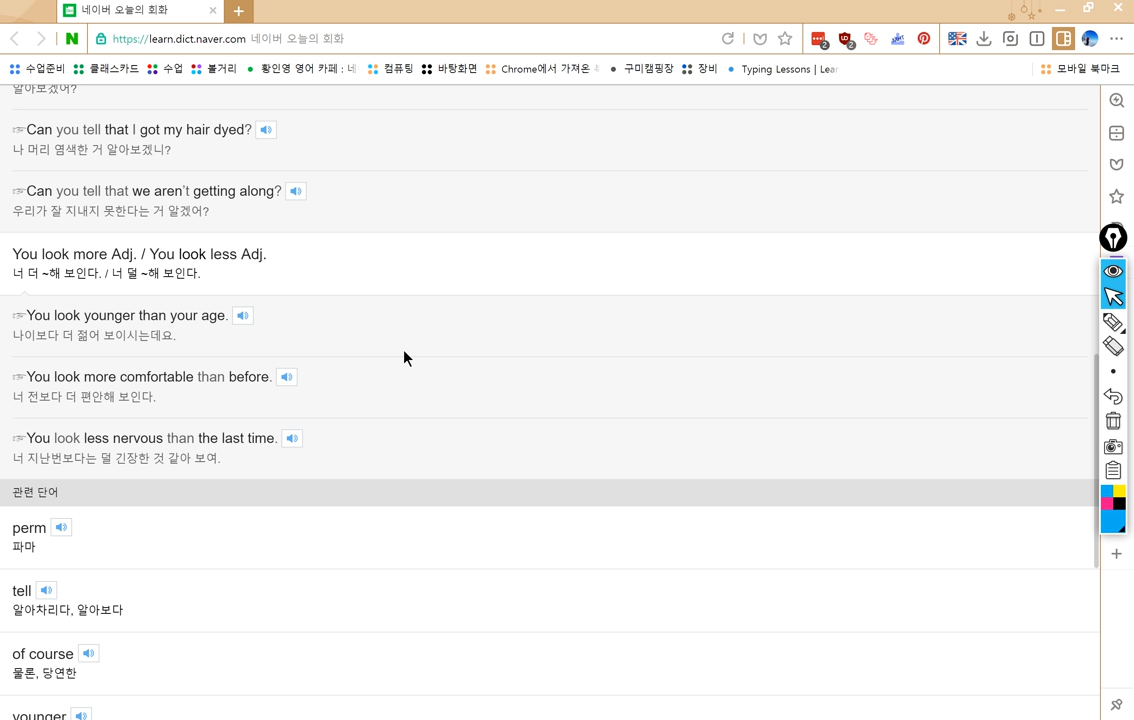 네이버 오늘의 회화
https://learn.dict.naver.com 네이버 오늘의 회화
수업준비 클래스카드 수업 볼거리 황인영 영어 카페 : 네 컴퓨팅 바탕화면 Chrome에서 가져온 구미캠핑장 장비 Typing Lessons | Lear 모바일 북마크
알아보겠어?
☞Can you tell that I got my hair dyed?
나 머리 염색한 거 알아보겠니?
☞Can you tell that we aren't getting along?
우리가 잘 지내지 못한다는 거 알겠어?
You look more Adj. / You look less Adj.
너 더 ~해 보인다. / 너 덜 ~해 보인다.
☞You look younger than your age.
나이보다 더 젊어 보이시는데요.
☞You look more comfortable than before.
너 전보다 더 편안해 보인다.
☞You look less nervous than the last time.
너 지난번보다는 덜 긴장한 것 같아 보여.
관련 단어
perm
파마
tell
알아차리다, 알아보다
of course
물론, 당연한
younger